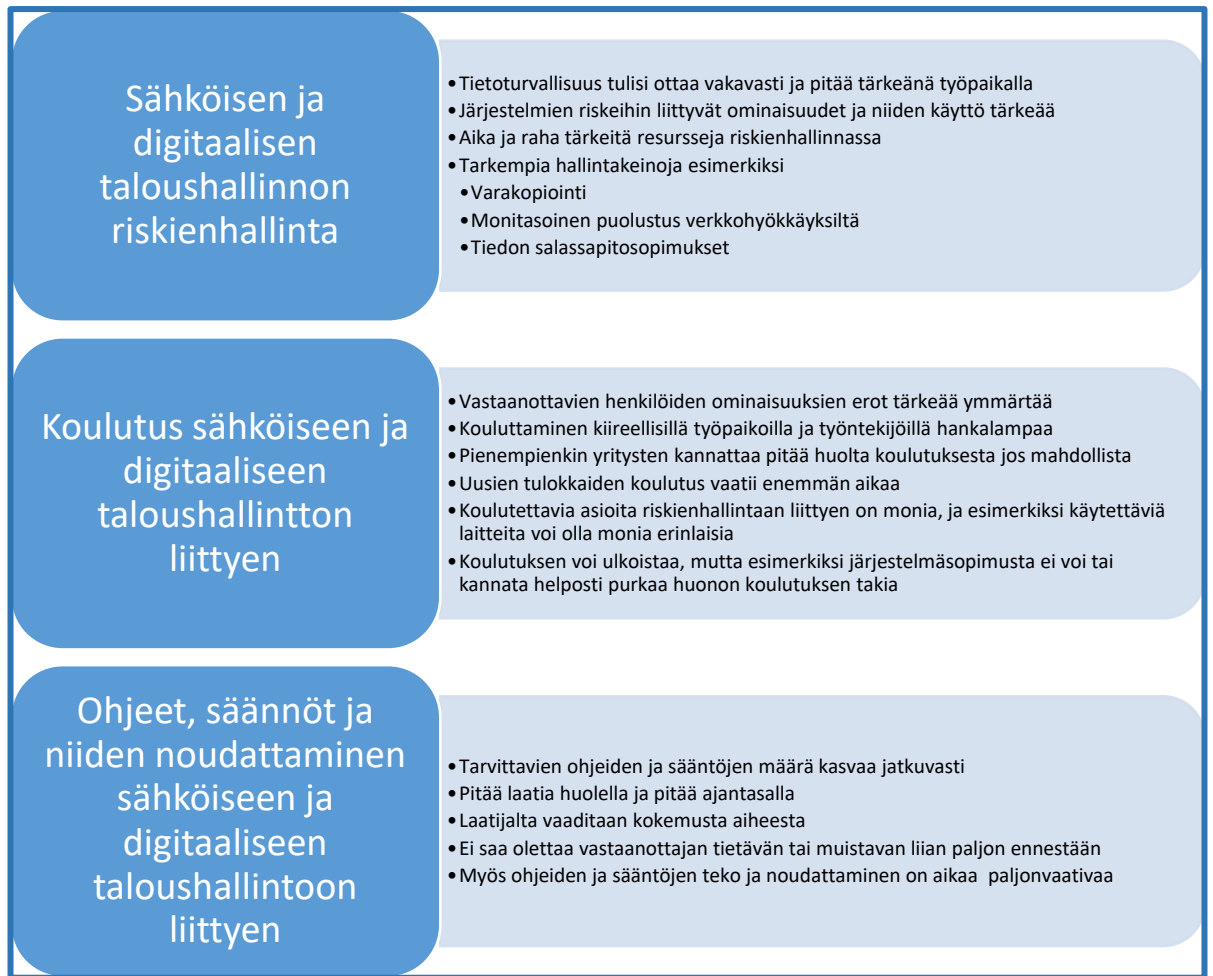 Sähköisen ja
digitaalisen
taloushallinnon
riskienhallinta
•Tietoturvallisuus tulisi ottaa vakavasti ja pitää tärkeänä työpaikalla
•Järjestelmien riskeihin liittyvät ominaisuudet ja niiden käyttö tärkeää
•Aika ja raha tärkeitä resursseja riskienhallinnassa
•Tarkempia hallintakeinoja esimerkiksi
•Varakopiointi
•Monitasoinen puolustus verkkohyökkäyksiltä
•Tiedon salassapitosopimukset
Koulutus sähköiseen ja
digitaaliseen
taloushallintton
liittyen
•Vastaanottavien henkilöiden ominaisuuksien erot tärkeää ymmärtää
•Kouluttaminen kiireellisillä työpaikoilla ja työntekijöillä hankalampaa
•Pienempienkin yritysten kannattaa pitää huolta koulutuksesta jos mahdollista
•Uusien tulokkaiden koulutus vaatii enemmän aikaa
•Koulutettavia asioita riskienhallintaan liittyen on monia, ja esimerkiksi käytettäviä
laitteita voi olla monia erinlaisia
•Koulutuksen voi ulkoistaa, mutta esimerkiksi järjestelmäsopimusta ei voi tai
kannata helposti purkaa huonon koulutuksen takia
Ohjeet, säännöt ja
niiden noudattaminen
sähköiseen ja
digitaaliseen
taloushallintoon
liittyen
•Tarvittavien ohjeiden ja sääntöjen määrä kasvaa jatkuvasti
•Pitää laatia huolella ja pitää ajantasalla
•Laatijalta vaaditaan kokemusta aiheesta
•Ei saa olettaa vastaanottajan tietävän tai muistavan liian paljon ennestään
•Myös ohjeiden ja sääntöjen teko ja noudattaminen on aikaa  paljonvaativaa